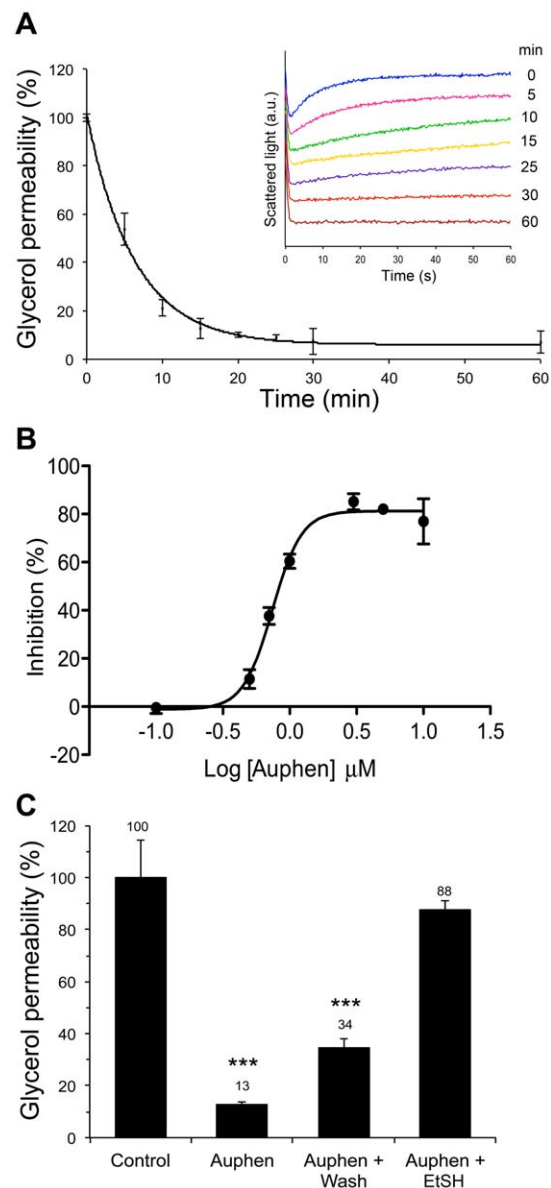 A
Glycerol permeability (%)
120
100
80
60
40
20
0
0 10 20 30 40 50 60
Time (min)
Scattered light (a.u.)
min
0
5
10
15
25
30
60
0 10 20 30 40 50 60
Time (s)
B
Inhibition (%)
100
80
60
40
20
0
-20
-1.0 -0.5 0.0 0.5 1.0 1.5
Log [Auphen] μM
C
Glycerol permeability (%)
120
100
80
60
40
20
0
100
*** 
13
***
34
88
Control Auphen Auphen + Auphen +
Wash EtSH